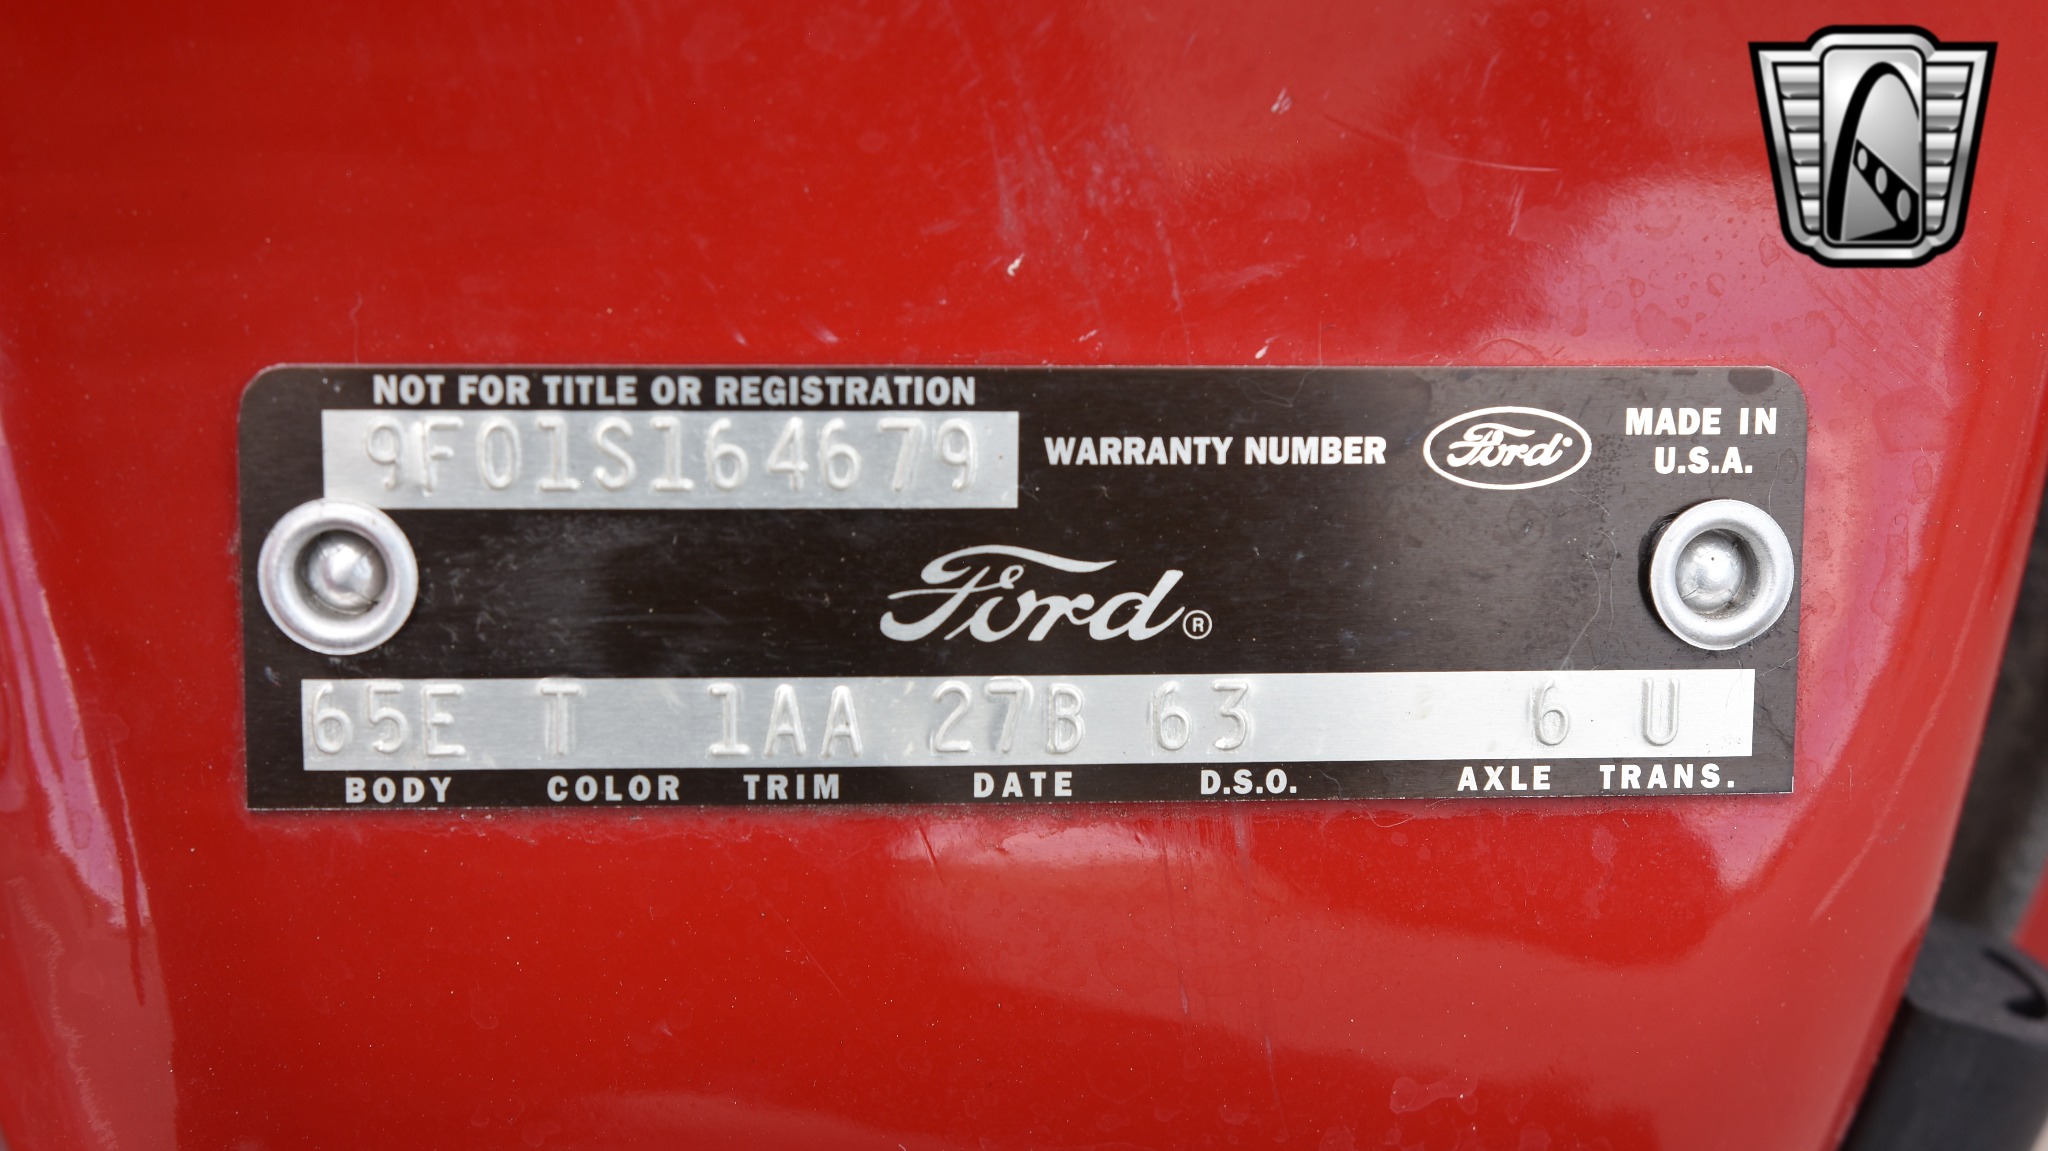 NOT FOR TITLE OR REGISTRATION
9F01S164679
WARRANTY NUMBER
Ford
MADE IN
U.S.A.
Ford®
65E T 1AA 27B 63 6 U
BODY COLOR TRIM DATE D.S.O. AXLE TRANS.